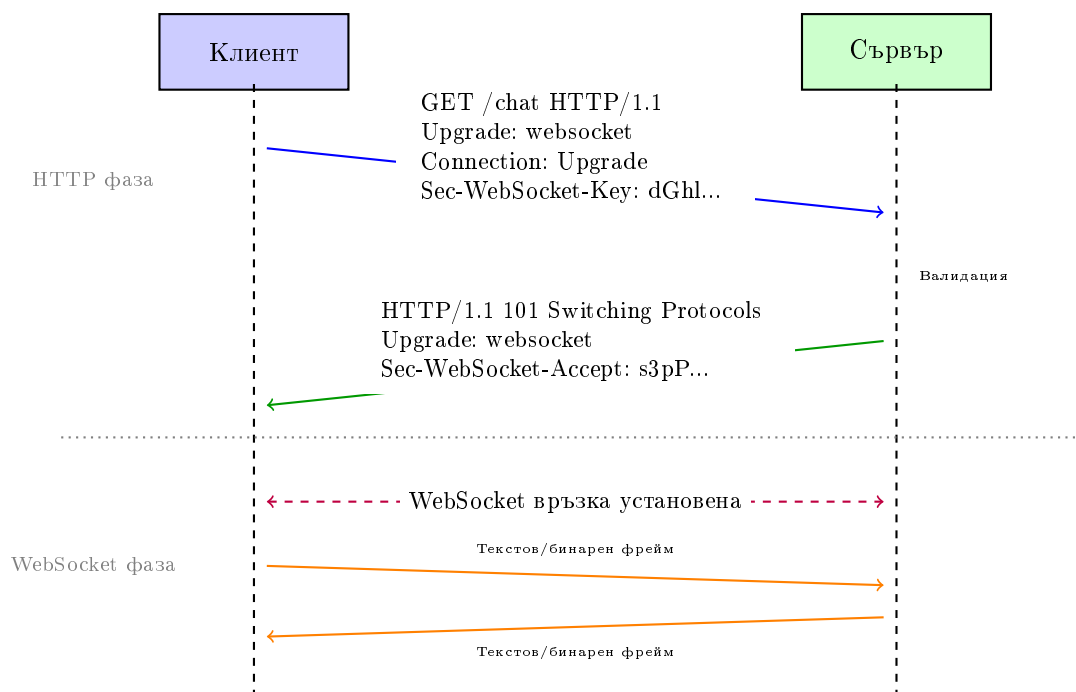 Клиент
Сървър
GET /chat HTTP/1.1
Upgrade: websocket
Connection: Upgrade
Sec-WebSocket-Key: dGhl...
HTTP фаза
Валидация
HTTP/1.1 101 Switching Protocols
Upgrade: websocket
Sec-WebSocket-Accept: s3pP...
WebSocket връзка установена
Текстов/бинарен фрейм
WebSocket фаза
Текстов/бинарен фрейм